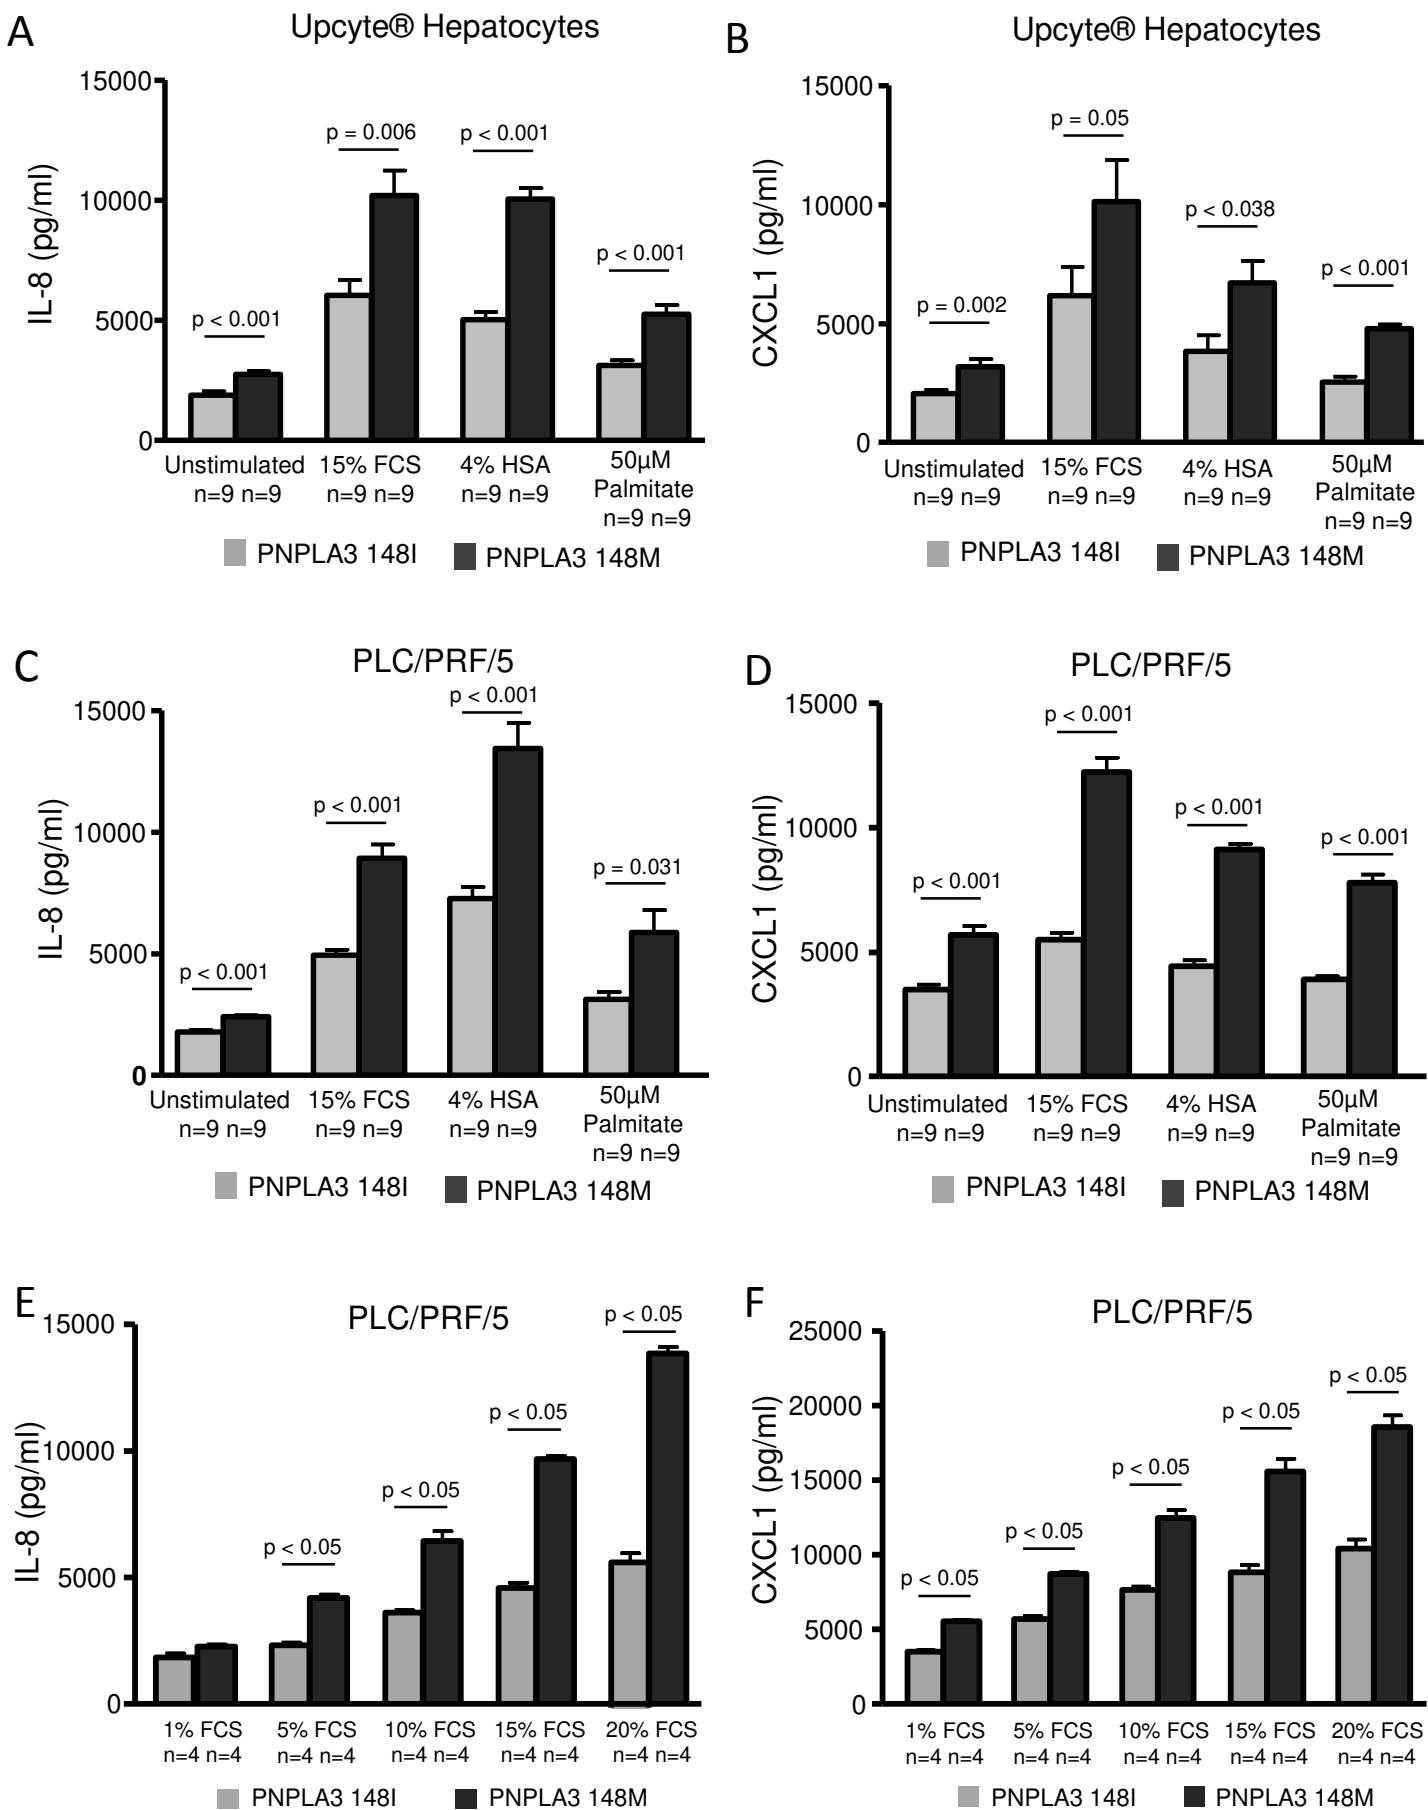 A
Upcyte® Hepatocytes
IL-8 (pg/ml)
15000
10000
5000
0
p < 0.001
p = 0.006
p < 0.001
p < 0.001
Unstimulated 15% FCS 4% HSA 50µM
Palmitate
n=9 n=9 n=9 n=9 n=9 n=9 n=9 n=9
PNPLA3 148I PNPLA3 148M
B
Upcyte® Hepatocytes
CXCL1 (pg/ml)
15000
10000
5000
0
p = 0.002
p = 0.05
p < 0.038
p < 0.001
Unstimulated 15% FCS 4% HSA 50µM
Palmitate
n=9 n=9 n=9 n=9 n=9 n=9 n=9 n=9
PNPLA3 148I PNPLA3 148M
C
PLC/PRF/5
IL-8 (pg/ml)
15000
10000
5000
0
p < 0.001
p < 0.001
p < 0.001
p = 0.031
Unstimulated 15% FCS 4% HSA 50µM
Palmitate
n=9 n=9 n=9 n=9 n=9 n=9 n=9 n=9
PNPLA3 148I PNPLA3 148M
D
PLC/PRF/5
CXCL1 (pg/ml)
15000
10000
5000
0
p < 0.001
p < 0.001
p < 0.001
p < 0.001
Unstimulated 15% FCS 4% HSA 50µM
Palmitate
n=9 n=9 n=9 n=9 n=9 n=9 n=9 n=9
PNPLA3 148I PNPLA3 148M
E
PLC/PRF/5
IL-8 (pg/ml)
15000
10000
5000
0
p < 0.05
p < 0.05
p < 0.05
p < 0.05
1% FCS 5% FCS 10% FCS 15% FCS 20% FCS
n=4 n=4 n=4 n=4 n=4 n=4 n=4 n=4 n=4 n=4
PNPLA3 148I PNPLA3 148M
F
PLC/PRF/5
CXCL1 (pg/ml)
25000
20000
15000
10000
5000
0
p < 0.05
p < 0.05
p < 0.05
p < 0.05
p < 0.05
1% FCS 5% FCS 10% FCS 15% FCS 20% FCS
n=4 n=4 n=4 n=4 n=4 n=4 n=4 n=4 n=4 n=4
PNPLA3 148I PNPLA3 148M